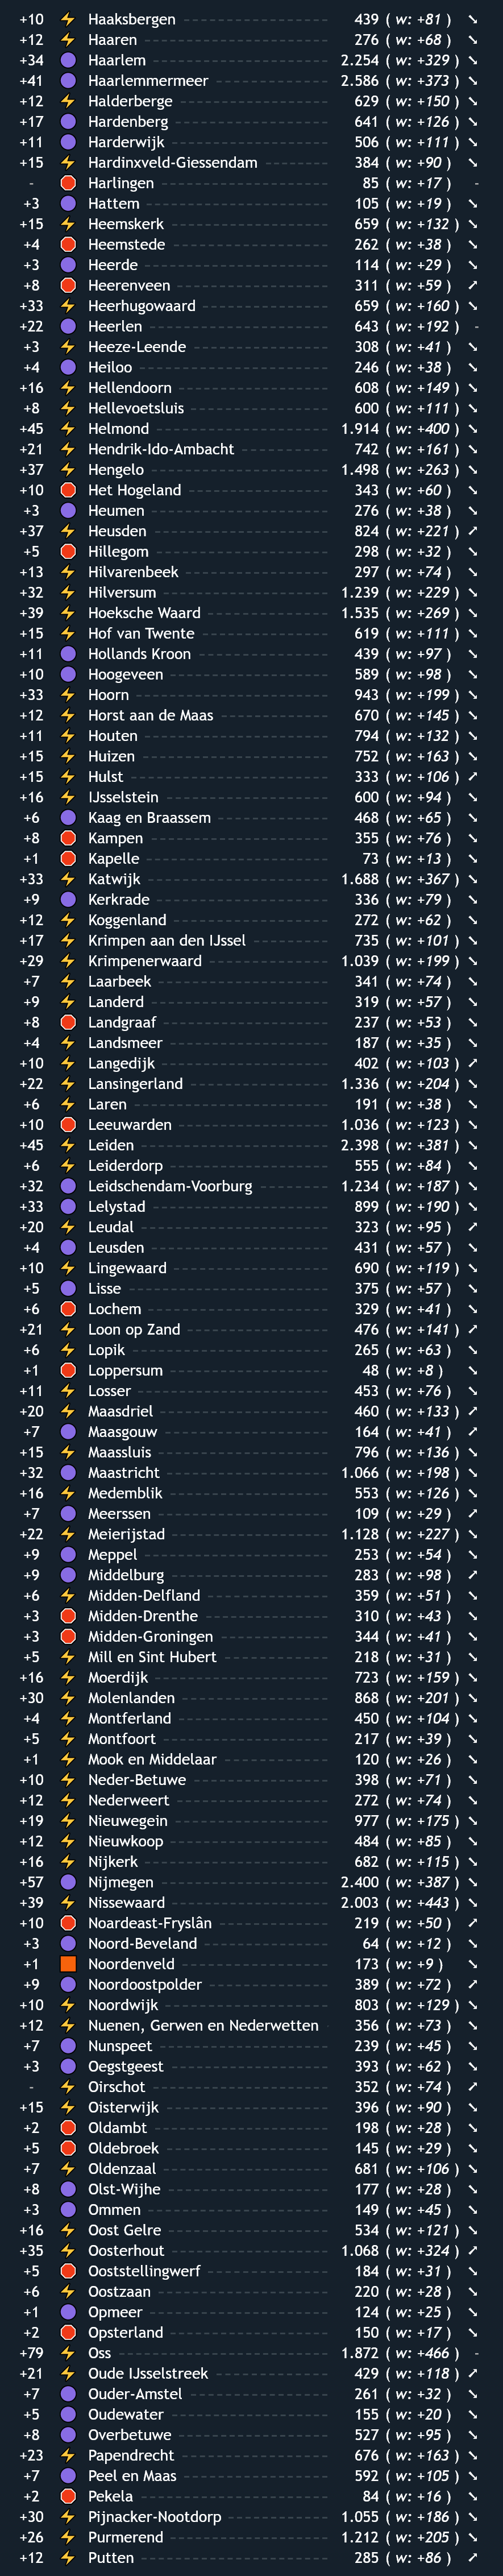 +10 Haaksbergen 439 ( w: +81 )
+12 Haaren 276 ( w: +68 )
+34 Haarlem 2.254 ( w: +329 )
+41 Haarlemmermeer 2.586 ( w: +373 )
+12 Halderberge 629 ( w: +150 )
+17 Hardenberg 641 ( w: +126 )
+11 Harderwijk 506 ( w: +111 )
+15 Hardinxveld-Giessendam 384 ( w: +90 )
- Harlingen 85 ( w: +17 ) -
+3 Hattem 105 ( w: +19 )
+15 Heemskerk 659 ( w: +132 )
+4 Heemstede 262 ( w: +38 )
+3 Heerde 114 ( w: +29 )
+8 Heerenveen 311 ( w: +59 )
+33 Heerhugowaard 659 ( w: +160 )
+22 Heerlen 643 ( w: +192 ) -
+3 Heeze-Leende 308 ( w: +41 )
+4 Heiloo 246 ( w: +38 )
+16 Hellendoorn 608 ( w: +149 )
+8 Hellevoetsluis 600 ( w: +111 )
+45 Helmond 1.914 ( w: +400 )
+21 Hendrik-Ido-Ambacht 742 ( w: +161 )
+37 Hengelo 1.498 ( w: +263 )
+10 Het Hogeland 343 ( w: +60 )
+3 Heumen 276 ( w: +38 )
+37 Heusden 824 ( w: +221 )
+5 Hillegom 298 ( w: +32 )
+13 Hilvarenbeek 297 ( w: +74 )
+32 Hilversum 1.239 ( w: +229 )
+39 Hoeksche Waard 1.535 ( w: +269 )
+15 Hof van Twente 619 ( w: +111 )
+11 Hollands Kroon 439 ( w: +97 )
+10 Hoogeveen 589 ( w: +98 )
+33 Hoorn 943 ( w: +199 )
+12 Horst aan de Maas 670 ( w: +145 )
+11 Houten 794 ( w: +132 )
+15 Huizen 752 ( w: +163 )
+15 Hulst 333 ( w: +106 )
+16 IJsselstein 600 ( w: +94 )
+6 Kaag en Braassem 468 ( w: +65 )
+8 Kampen 355 ( w: +76 )
+1 Kapelle 73 ( w: +13 )
+33 Katwijk 1.688 ( w: +367 )
+9 Kerkrade 336 ( w: +79 )
+12 Koggenland 272 ( w: +62 )
+17 Krimpen aan den IJssel 735 ( w: +101 )
+29 Krimpenerwaard 1.039 ( w: +199 )
+7 Laarbeek 341 ( w: +74 )
+9 Landerd 319 ( w: +57 )
+8 Landgraaf 237 ( w: +53 )
+4 Landsmeer 187 ( w: +35 )
+10 Langedijk 402 ( w: +103 )
+22 Lansingerland 1.336 ( w: +204 )
+6 Laren 191 ( w: +38 )
+10 Leeuwarden 1.036 ( w: +123 )
+45 Leiden 2.398 ( w: +381 )
+6 Leiderdorp 555 ( w: +84 )
+32 Leidschendam-Voorburg 1.234 ( w: +187 )
+33 Lelystad 899 ( w: +190 )
+20 Leudal 323 ( w: +95 )
+4 Leusden 431 ( w: +57 )
+10 Lingewaard 690 ( w: +119 )
+5 Lisse 375 ( w: +57 )
+6 Lochem 329 ( w: +41 )
+21 Loon op Zand 476 ( w: +141 )
+6 Lopik 265 ( w: +63 )
+1 Loppersum 48 ( w: +8 )
+11 Losser 453 ( w: +76 )
+20 Maasdriel 460 ( w: +133 )
+7 Maasgouw 164 ( w: +41 )
+15 Maassluis 796 ( w: +136 )
+32 Maastricht 1.066 ( w: +198 )
+16 Medemblik 553 ( w: +126 )
+7 Meerssen 109 ( w: +29 )
+22 Meierijstad 1.128 ( w: +227 )
+9 Meppel 253 ( w: +54 )
+9 Middelburg 283 ( w: +98 )
+6 Midden-Delfland 359 ( w: +51 )
+3 Midden-Drenthe 310 ( w: +43 )
+3 Midden-Groningen 344 ( w: +41 )
+5 Mill en Sint Hubert 218 ( w: +31 )
+16 Moerdijk 723 ( w: +159 )
+30 Molenlanden 868 ( w: +201 )
+4 Montferland 450 ( w: +104 )
+5 Montfoort 217 ( w: +39 )
+1 Mook en Middelaar 120 ( w: +26 )
+10 Neder-Betuwe 398 ( w: +71 )
+12 Nederweert 272 ( w: +74 )
+19 Nieuwegein 977 ( w: +175 )
+12 Nieuwkoop 484 ( w: +85 )
+16 Nijkerk 682 ( w: +115 )
+57 Nijmegen 2.400 ( w: +387 )
+39 Nissewaard 2.003 ( w: +443 )
+10 Noardeast-Fryslân 219 ( w: +50 )
+3 Noord-Beveland 64 ( w: +12 )
+1 Noordenveld 173 ( w: +9 )
+9 Noordoostpolder 389 ( w: +72 )
+10 Noordwijk 803 ( w: +129 )
+12 Nuenen, Gerwen en Nederwetten 356 ( w: +73 )
+7 Nunspeet 239 ( w: +45 )
+3 Oegstgeest 393 ( w: +62 )
- Oirschot 352 ( w: +74 )
+15 Oisterwijk 396 ( w: +90 )
+2 Oldambt 198 ( w: +28 )
+5 Oldebroek 145 ( w: +29 )
+7 Oldenzaal 681 ( w: +106 )
+8 Olst-Wijhe 177 ( w: +28 )
+3 Ommen 149 ( w: +45 )
+16 Oost Gelre 534 ( w: +121 )
+35 Oosterhout 1.068 ( w: +324 )
+5 Ooststellingwerf 184 ( w: +31 )
+6 Oostzaan 220 ( w: +28 )
+1 Opmeer 124 ( w: +25 )
+2 Opsterland 150 ( w: +17 )
+79 Oss 1.872 ( w: +466 ) -
+21 Oude IJsselstreek 429 ( w: +118 )
+7 Ouder-Amstel 261 ( w: +32 )
+5 Oudewater 155 ( w: +20 )
+8 Overbetuwe 527 ( w: +95 )
+23 Papendrecht 676 ( w: +163 )
+7 Peel en Maas 592 ( w: +105 )
+2 Pekela 84 ( w: +16 )
+30 Pijnacker-Nootdorp 1.055 ( w: +186 )
+26 Purmerend 1.212 ( w: +205 )
+12 Putten 285 ( w: +86 )